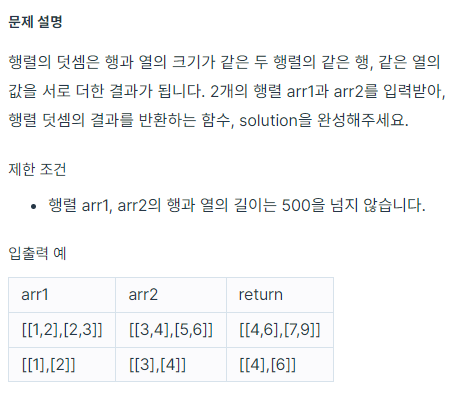 문제 설명
행렬의 덧셈은 행과 열의 크기가 같은 두 행렬의 같은 행, 같은 열의
값을 서로 더한 결과가 됩니다. 2개의 행렬 arr1과 arr2를 입력받아,
행렬 덧셈의 결과를 반환하는 함수, solution을 완성해주세요.
제한 조건
• 행렬 arr1, arr2의 행과 열의 길이는 500을 넘지 않습니다.
입출력 예
arr1 arr2 return
[[1,2],[2,3]] [[3,4],[5,6]] [[4,6],[7,9]]
[[1],[2]] [[3],[4]] [[4],[6]]